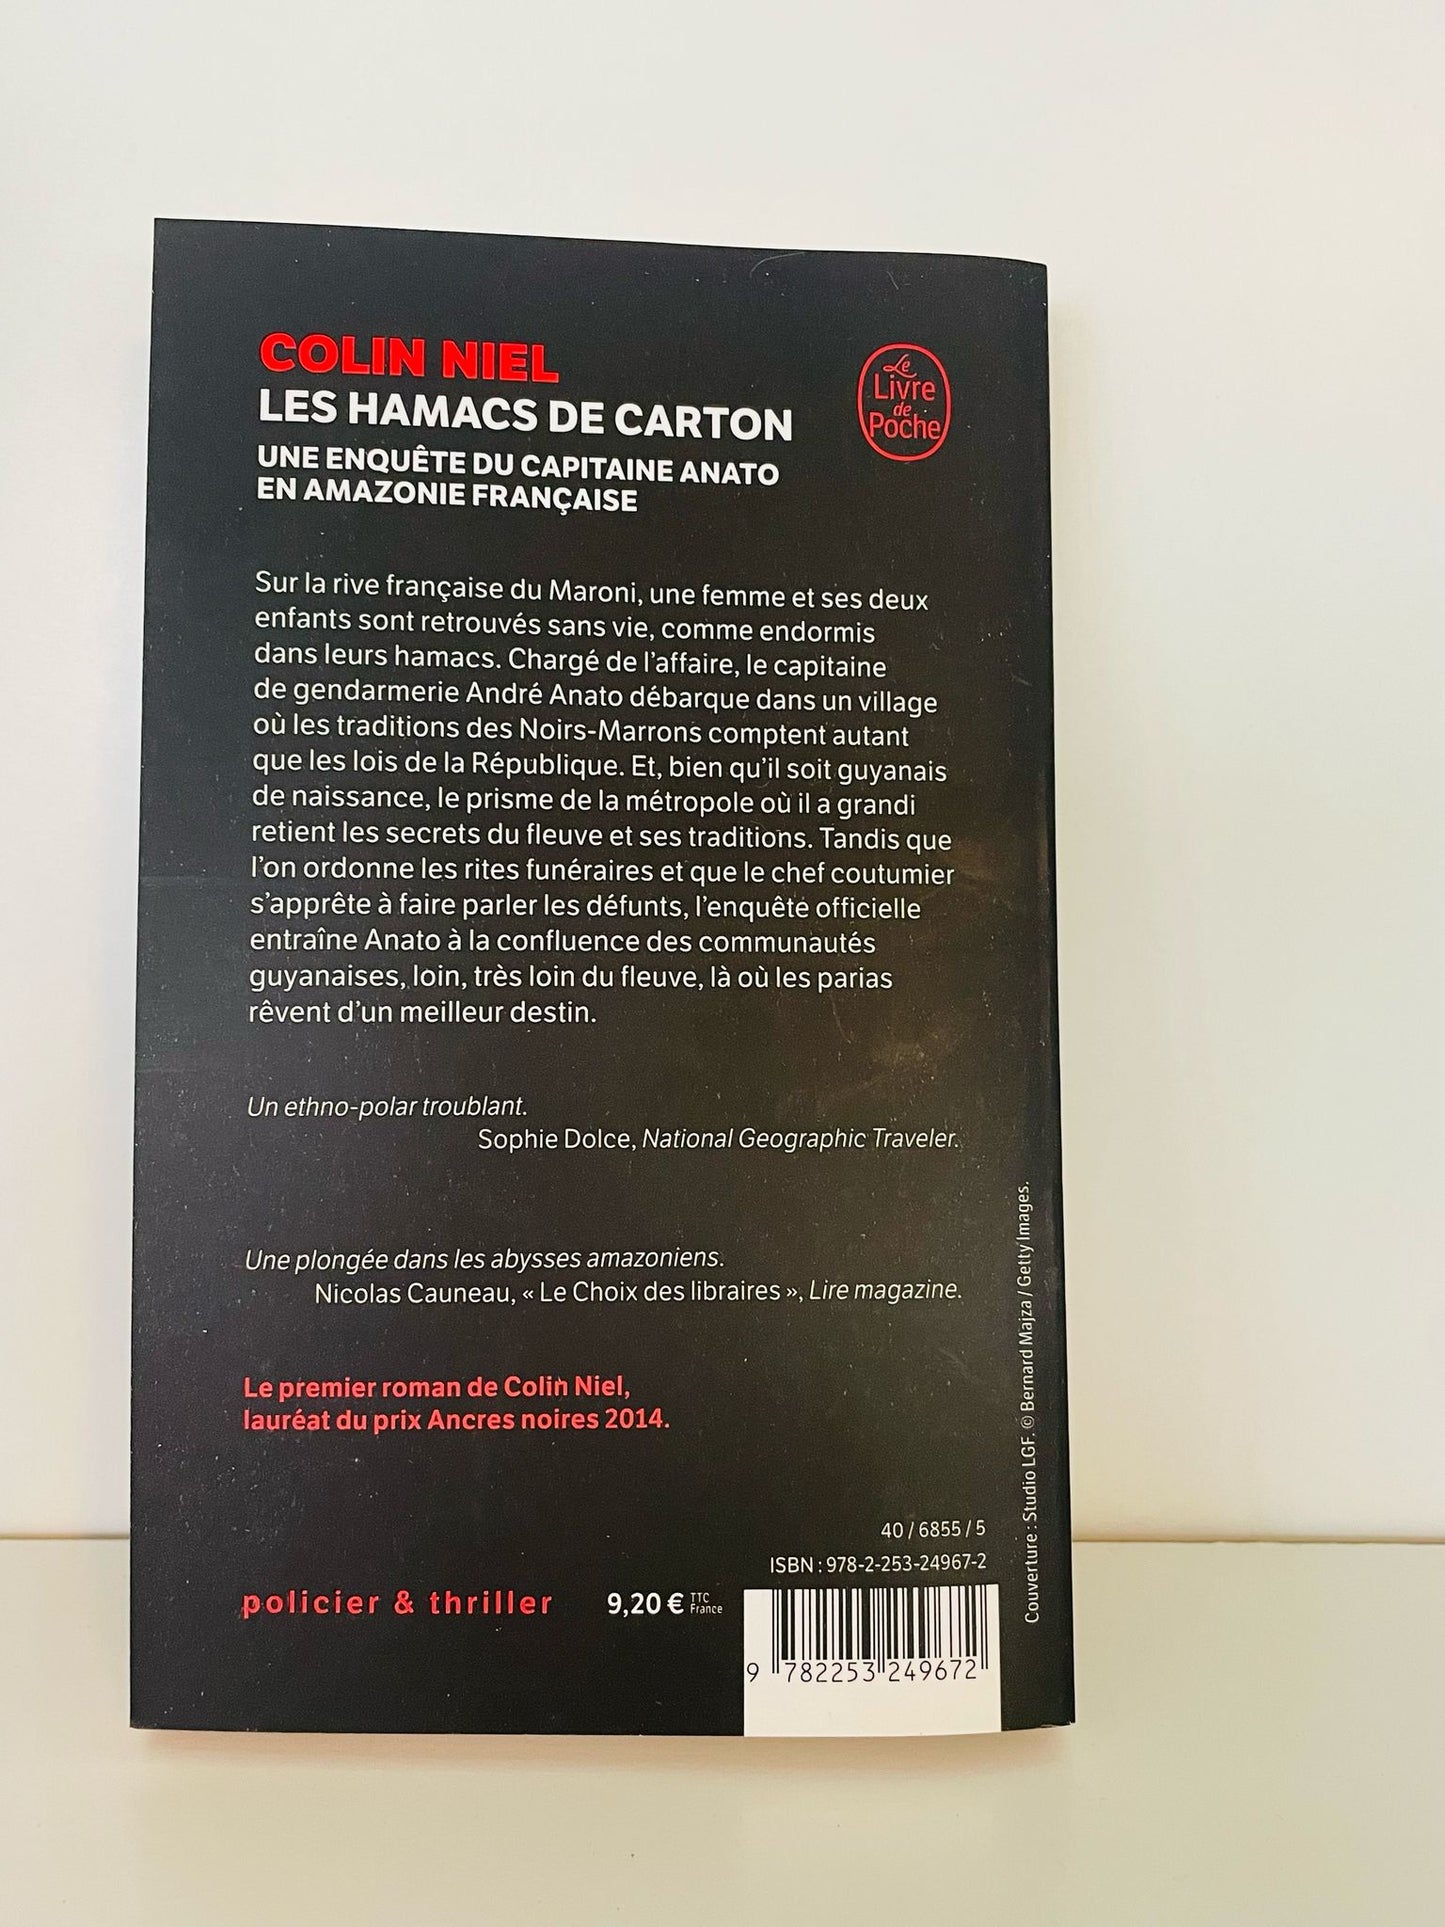 COLIN NIEL
LES HAMACS DE CARTON
UNE ENQUÊTE DU CAPITAINE ANATO
EN AMAZONIE FRANÇAISE
Le
Livre
de
Poche
Sur la rive française du Maroni, une femme et ses deux
enfants sont retrouvés sans vie, comme endormis
dans leurs hamacs. Chargé de l’affaire, le capitaine
de gendarmerie André Anato débarque dans un village
où les traditions des Noirs-Marrons comptent autant
que les lois de la République. Et, bien qu’il soit guyanais
de naissance, le prisme de la métropole où il a grandi
retient les secrets du fleuve et ses traditions. Tandis que
l’on ordonne les rites funéraires et que le chef coutumier
s’apprête à faire parler les défunts, l’enquête officielle
entraîne Anato à la confluence des communautés
guyanaises, loin, très loin du fleuve, là où les parias
rêvent d’un meilleur destin.
Un ethno-polar troublant.
Sophie Dolce, National Geographic Traveler.
Une plongée dans les abysses amazoniens.
Nicolas Cauneau, « Le Choix des libraires », Lire magazine.
Le premier roman de Colin Niel,
lauréat du prix Ancres noires 2014.
Couverture : Studio LGF. © Bernard Majza / Getty Images.
40 / 6855 / 5
ISBN : 978-2-253-24967-2
policier & thriller
9,20 € TTC
France
9 782253 249672